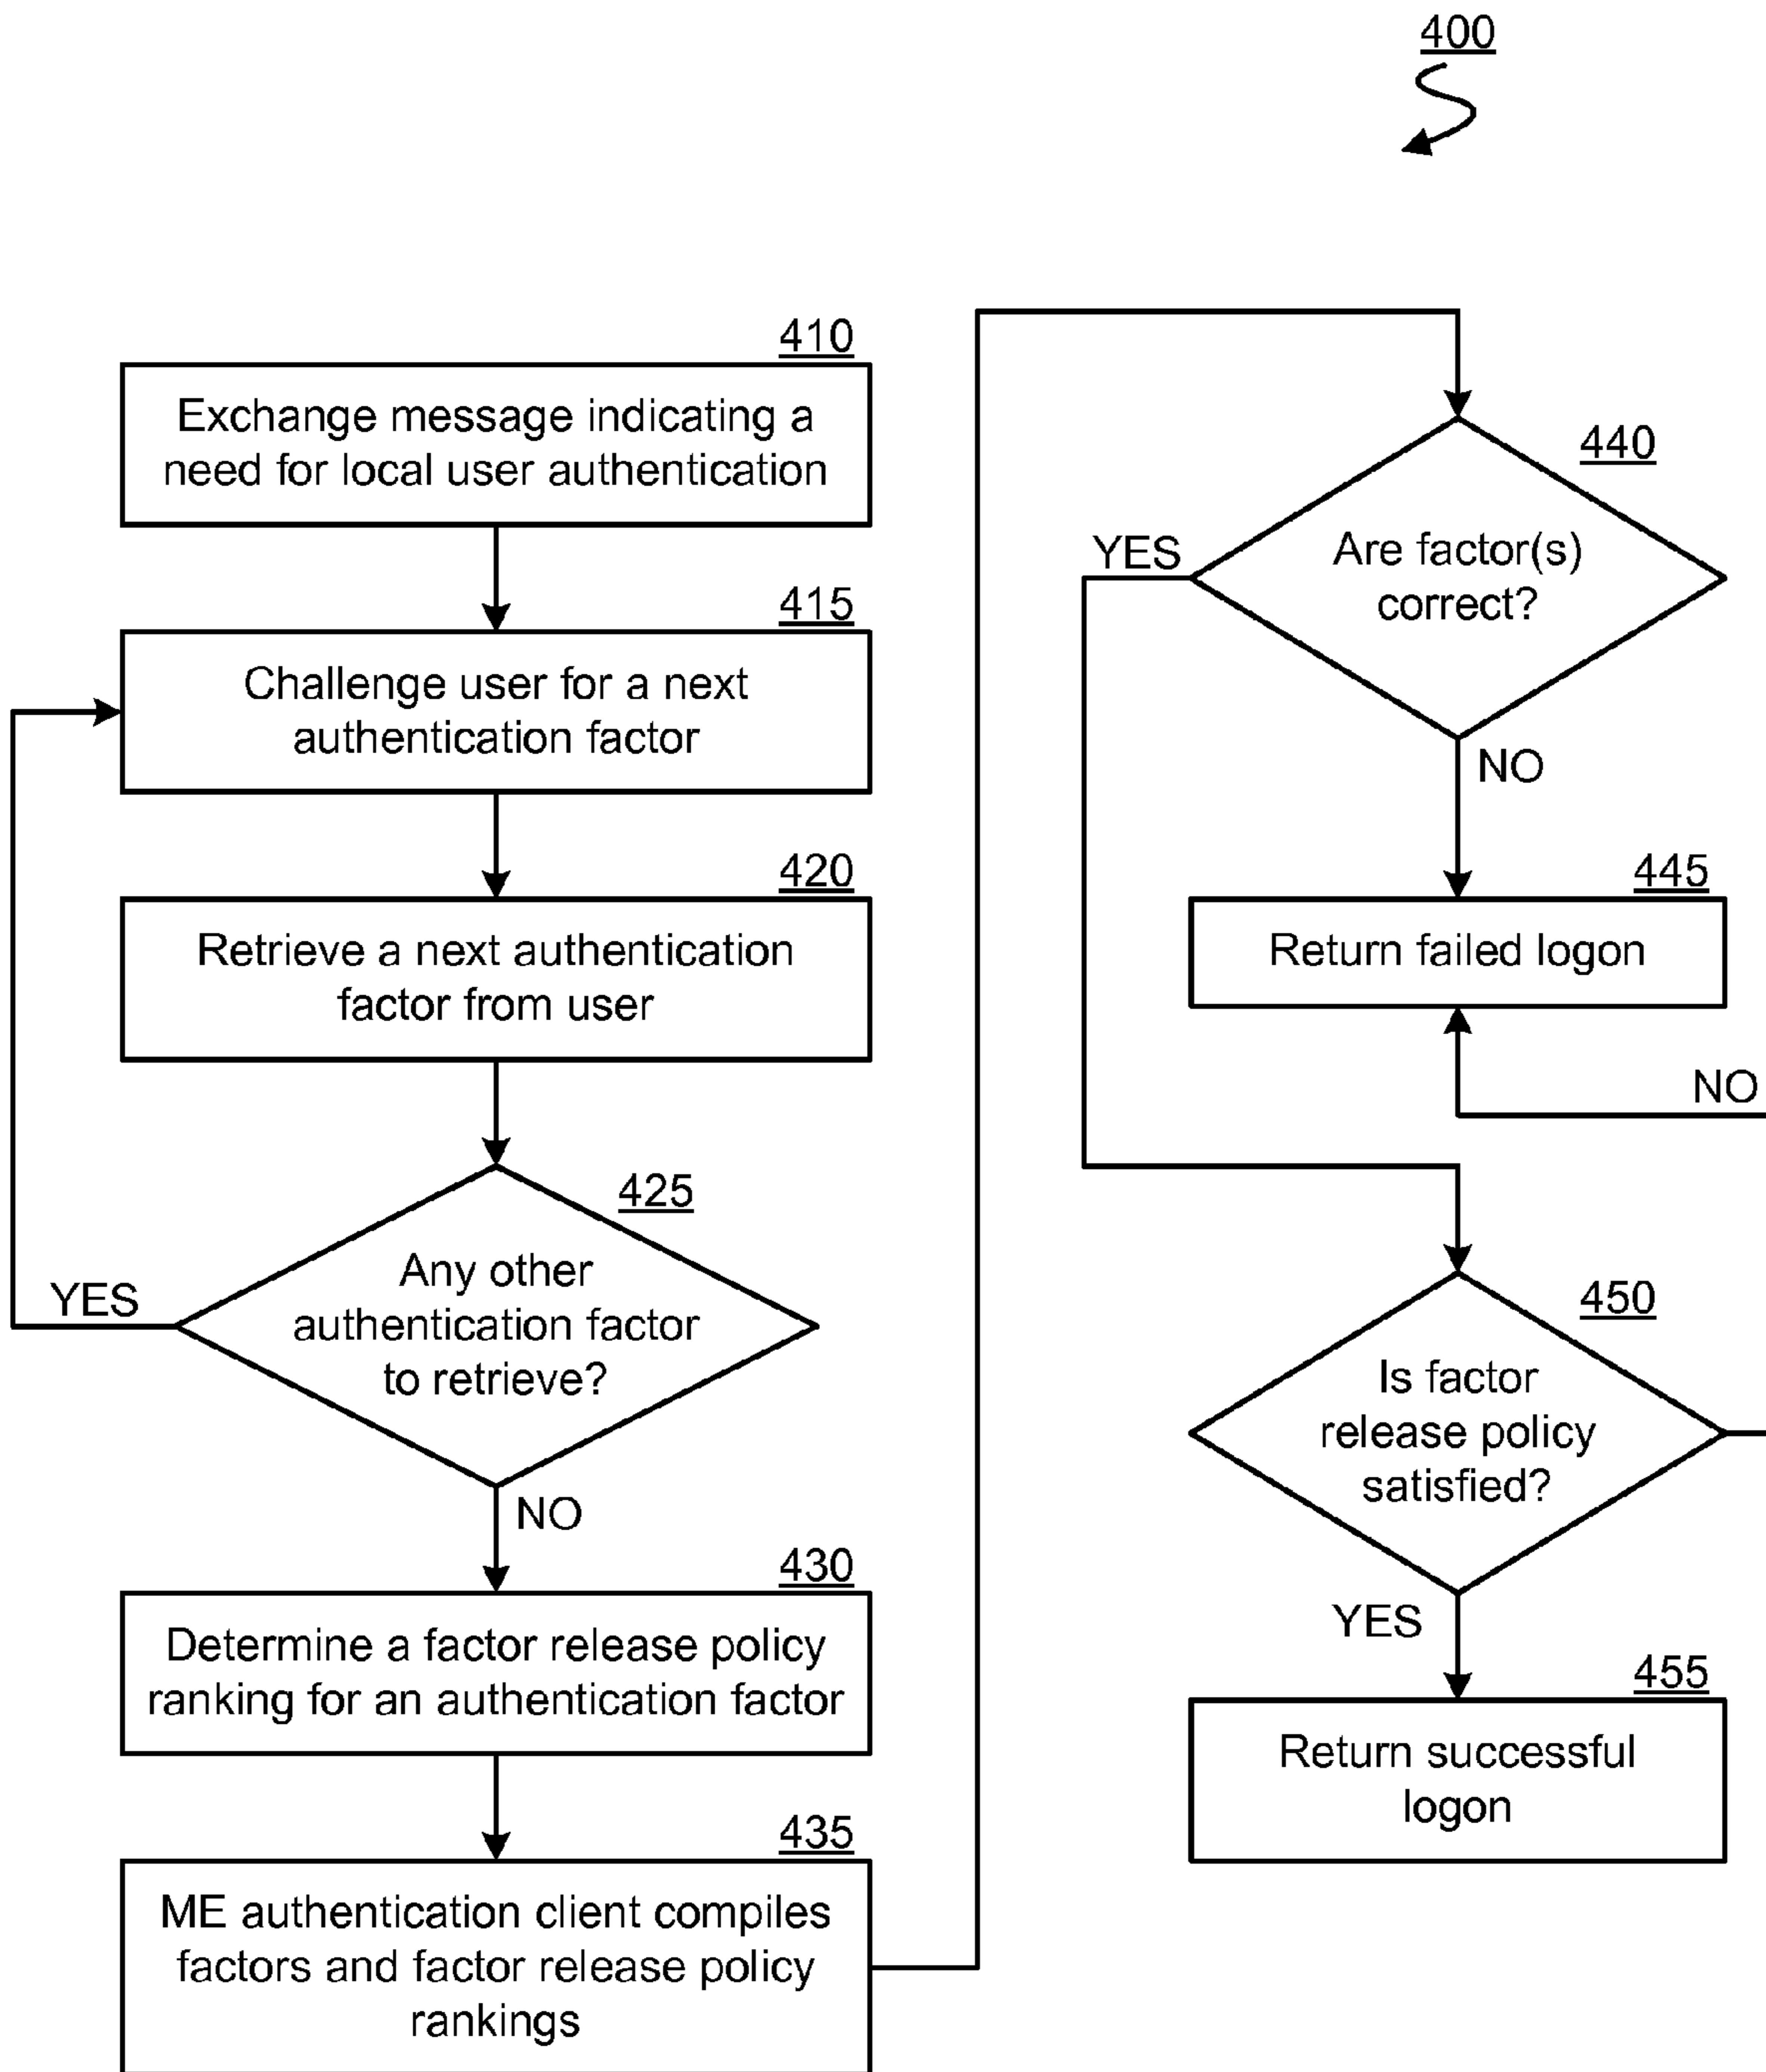 400
410
Exchange message indicating a
need for local user authentication
415
Challenge user for a next
authentication factor
420
Retrieve a next authentication
factor from user
425
Any other
authentication factor
to retrieve?
YES
NO
430
Determine a factor release policy
ranking for an authentication factor
435
ME authentication client compiles
factors and factor release policy
rankings
440
Are factor(s)
correct?
YES
NO
445
Return failed logon
NO
450
Is factor
release policy
satisfied?
YES
455
Return successful
logon